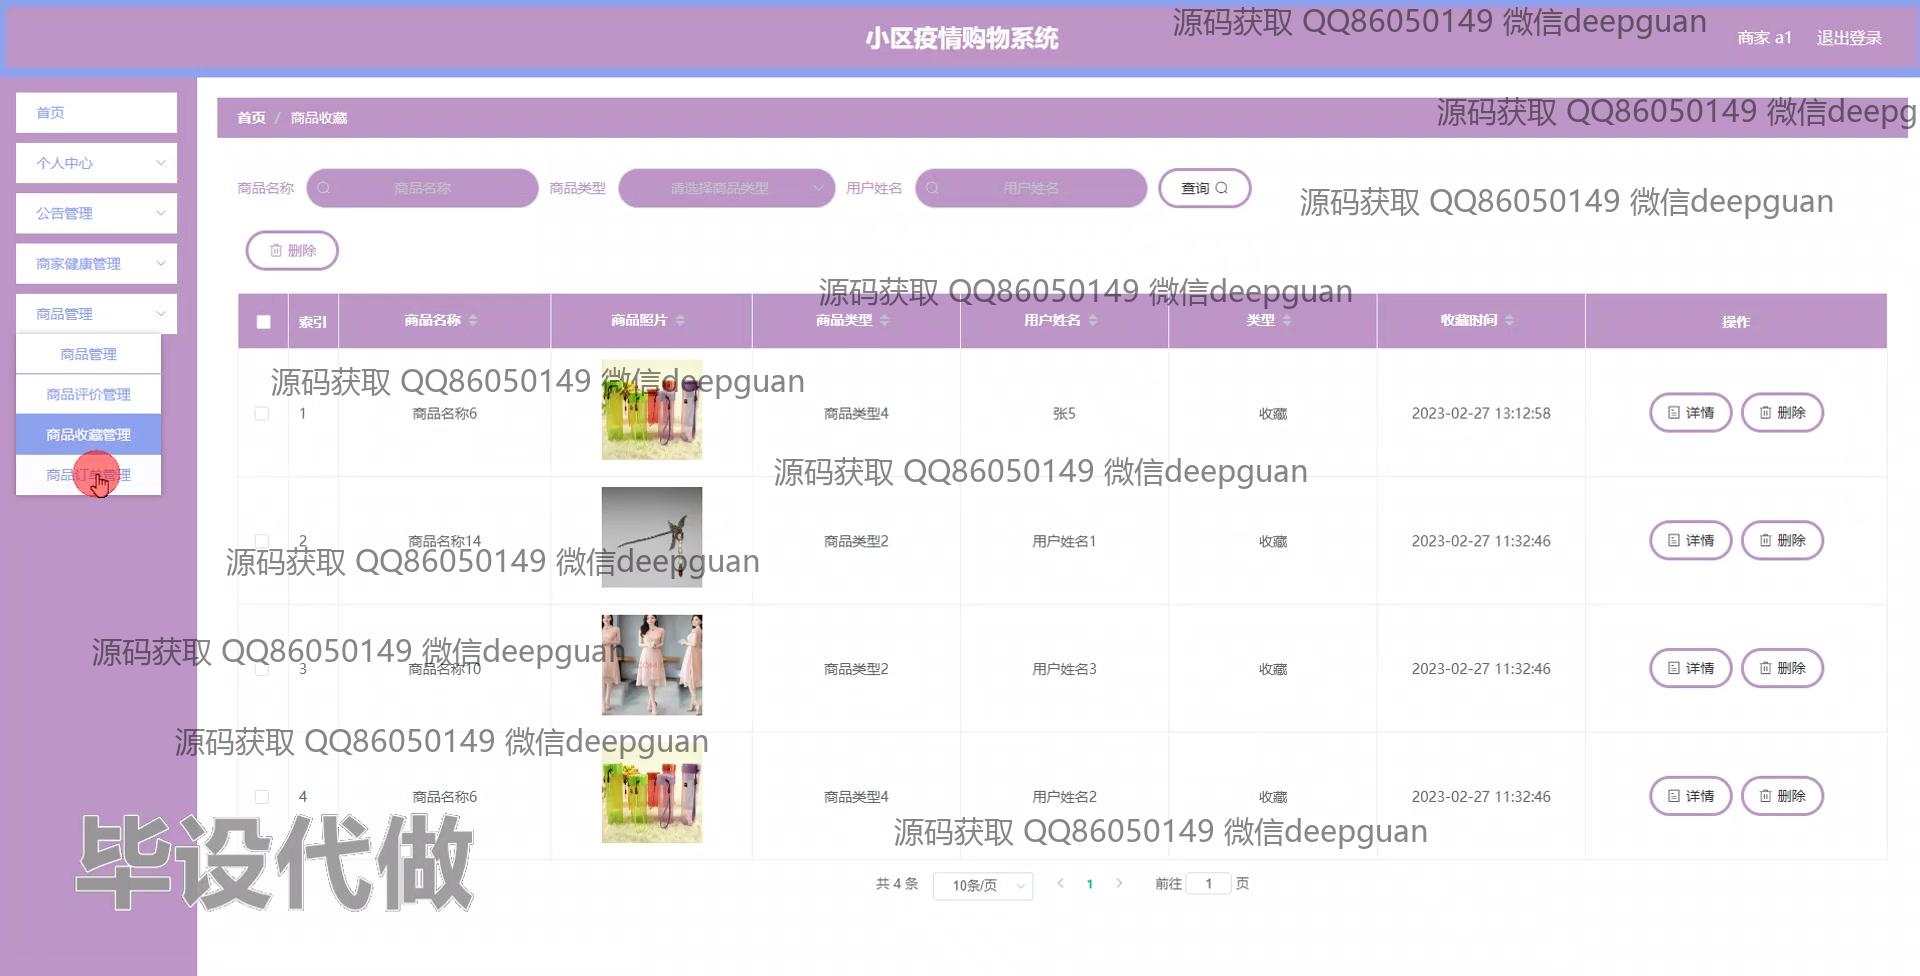 小区疫情购物系统
源码获取 QQ86050149 微信deepguan
商家 a1
退出登录
首页
个人中心
公告管理
商家健康管理
商品管理
商品管理
商品评价管理
商品收藏管理
商品订单管理
首页 / 商品收藏
源码获取 QQ86050149 微信deepg
商品名称 商品名称 商品类型 请选择商品类型 用户姓名 用户姓名 查询
源码获取 QQ86050149 微信deepguan
删除
源码获取 QQ86050149 微信deepguan
索引 商品名称 商品照片 商品类型 用户姓名 类型 收藏时间 操作
源码获取 QQ86050149 微信deepguan
1 商品名称6 商品类型4 张5 收藏 2023-02-27 13:12:58 详情 删除
源码获取 QQ86050149 微信deepguan
2 商品名称14 商品类型2 用户姓名1 收藏 2023-02-27 11:32:46 详情 删除
源码获取 QQ86050149 微信deepguan
源码获取 QQ86050149 微信deepguan
3 商品名称10 商品类型2 用户姓名3 收藏 2023-02-27 11:32:46 详情 删除
源码获取 QQ86050149 微信deepguan
4 商品名称6 商品类型4 用户姓名2 收藏 2023-02-27 11:32:46 详情 删除
源码获取 QQ86050149 微信deepguan
毕设代做
共 4 条 10条/页 1 前往 1 页